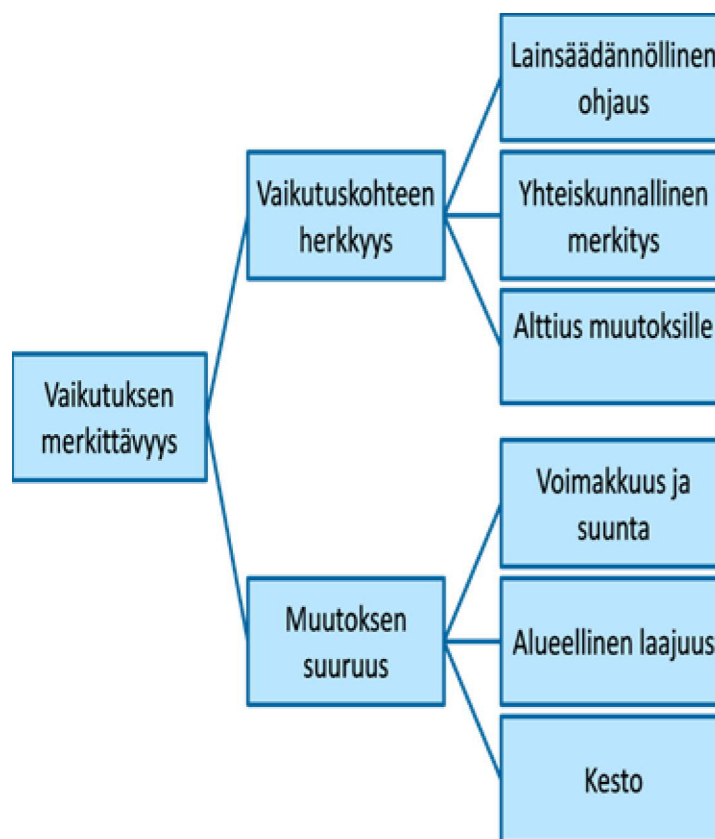 Lainsäädännöllinen
ohjaus
Vaikutuskohteen
herkkyys
Yhteiskunnallinen
merkitys
Alttius muutoksille
Vaikutuksen
merkittävyys
Voimakkuus ja
suunta
Muutoksen
suuruus
Alueellinen laajuus
Kesto